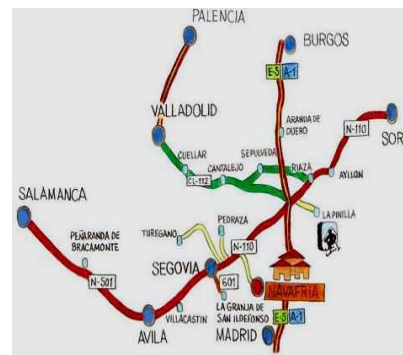 PALENCIA
BURGOS
E-5 A-1
VALLADOLID
ARANDA DE
DUERO
N-110
SOR
CUELLAR
CANTALEJO
SEPULVEDA
RIAZA
AYLLON
CL-112
SALAMANCA
LA PINILLA
PEÑARANDA DE
BRACAMONTE
TUREGANO
PEDRAZA
N-110
SEGOVIA
601
NAVAFRIA
N-501
VILLACASTIN
LA GRANJA DE
SAN ILDEFONSO
E-5 A-1
AVILA
MADRID